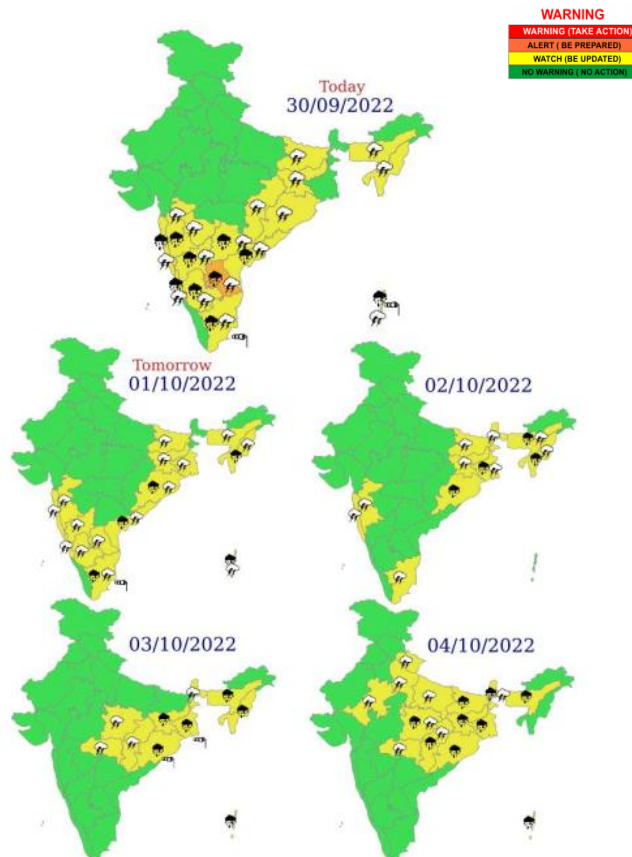 WARNING
WARNING (TAKE ACTION)
ALERT ( BE PREPARED)
WATCH (BE UPDATED)
NO WARNING ( NO ACTION)
Today
30/09/2022
Tomorrow
01/10/2022
02/10/2022
03/10/2022
04/10/2022